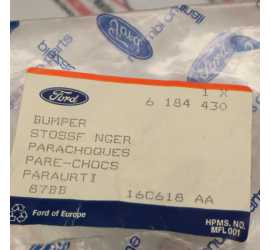 Ford
1 X
6 184 430
BUMPER
STOSSF NGER
PARACHOQUES
PARE-CHOCS
PARAURTI
87BB 16C618 AA
Ford of Europe
HPMS. NO.
MFL001